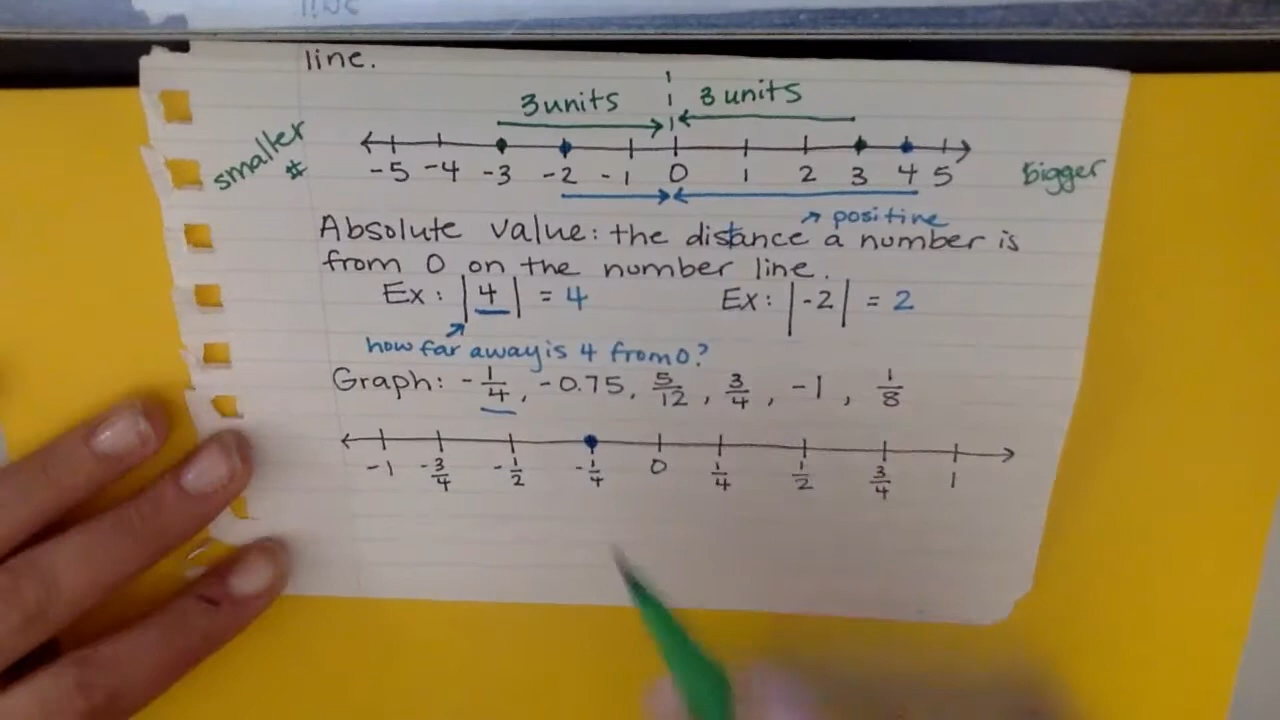 line.
3 units 3 units
smaller #
-5 -4 -3 -2 -1 0 1 2 3 4 5
bigger
positive
Absolute value: the distance a number is
from 0 on the number line.
Ex: |4| = 4 Ex: |-2| = 2
how far away is 4 from 0?
Graph: -1/4, -0.75, 5/12, 3/4, -1, 1/8
-1 -3/4 -1/2 -1/4 0 1/4 1/2 3/4 1